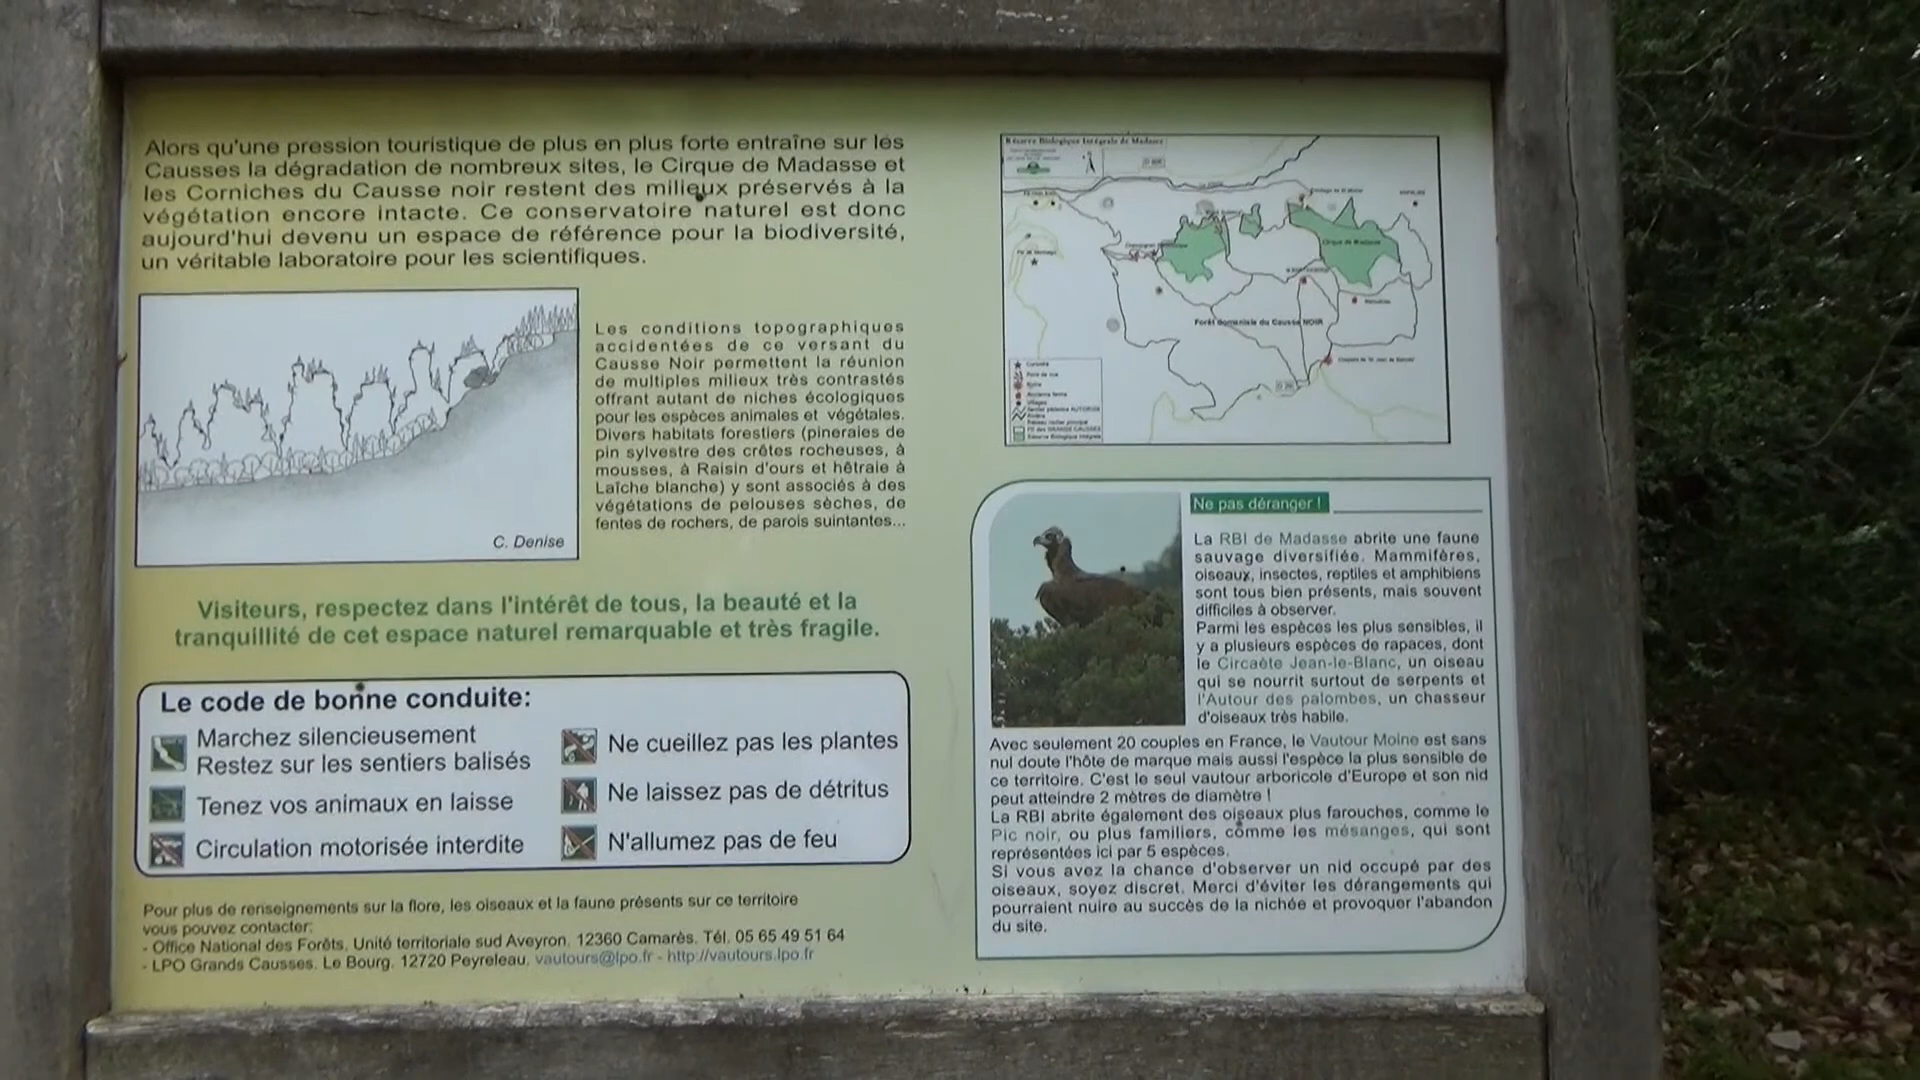 Alors qu'une pression touristique de plus en plus forte entraîne sur les
Causses la dégradation de nombreux sites, le Cirque de Madasse et
les Corniches du Causse noir restent des milieux préservés à la
végétation encore intacte. Ce conservatoire naturel est donc
aujourd'hui devenu un espace de référence pour la biodiversité,
un véritable laboratoire pour les scientifiques.
C. Denise
Les conditions topographiques
accidentées de ce versant du
Causse Noir permettent la réunion
de multiples milieux très contrastés
offrant autant de niches écologiques
pour les espèces animales et végétales.
Divers habitats forestiers (pineraies de
pin sylvestre des crêtes rocheuses, à
mousses, à Raisin d'ours et hêtraie à
Laîche blanche) y sont associés à des
végétations de pelouses sèches, de
fentes de rochers, de parois suintantes...
Visiteurs, respectez dans l'intérêt de tous, la beauté et la
tranquillité de cet espace naturel remarquable et très fragile.
Le code de bonne conduite:
Marchez silencieusement
Restez sur les sentiers balisés
Tenez vos animaux en laisse
Circulation motorisée interdite
Ne cueillez pas les plantes
Ne laissez pas de détritus
N'allumez pas de feu
Pour plus de renseignements sur la flore, les oiseaux et la faune présents sur ce territoire
vous pouvez contacter:
- Office National des Forêts. Unité territoriale sud Aveyron. 12360 Camarès. Tél. 05 65 49 51 64
- LPO Grands Causses. Le Bourg. 12720 Peyreleau. vautours@lpo.fr - http://vautours.lpo.fr
Réserve Biologique Intégrale de Madasse
Cirque de Madasse
Forêt domaniale du Causse NOIR
Ne pas déranger !
La RBI de Madasse abrite une faune
sauvage diversifiée. Mammifères,
oiseaux, insectes, reptiles et amphibiens
sont tous bien présents, mais souvent
difficiles à observer.
Parmi les espèces les plus sensibles, il
y a plusieurs espèces de rapaces, dont
le Circaète Jean-le-Blanc, un oiseau
qui se nourrit surtout de serpents et
l'Autour des palombes, un chasseur
d'oiseaux très habile.
Avec seulement 20 couples en France, le Vautour Moine est sans
nul doute l'hôte de marque mais aussi l'espèce la plus sensible de
ce territoire. C'est le seul vautour arboricole d'Europe et son nid
peut atteindre 2 mètres de diamètre !
La RBI abrite également des oiseaux plus farouches, comme le
Pic noir, ou plus familiers, comme les mésanges, qui sont
représentées ici par 5 espèces.
Si vous avez la chance d'observer un nid occupé par des
oiseaux, soyez discret. Merci d'éviter les dérangements qui
pourraient nuire au succès de la nichée et provoquer l'abandon
du site.